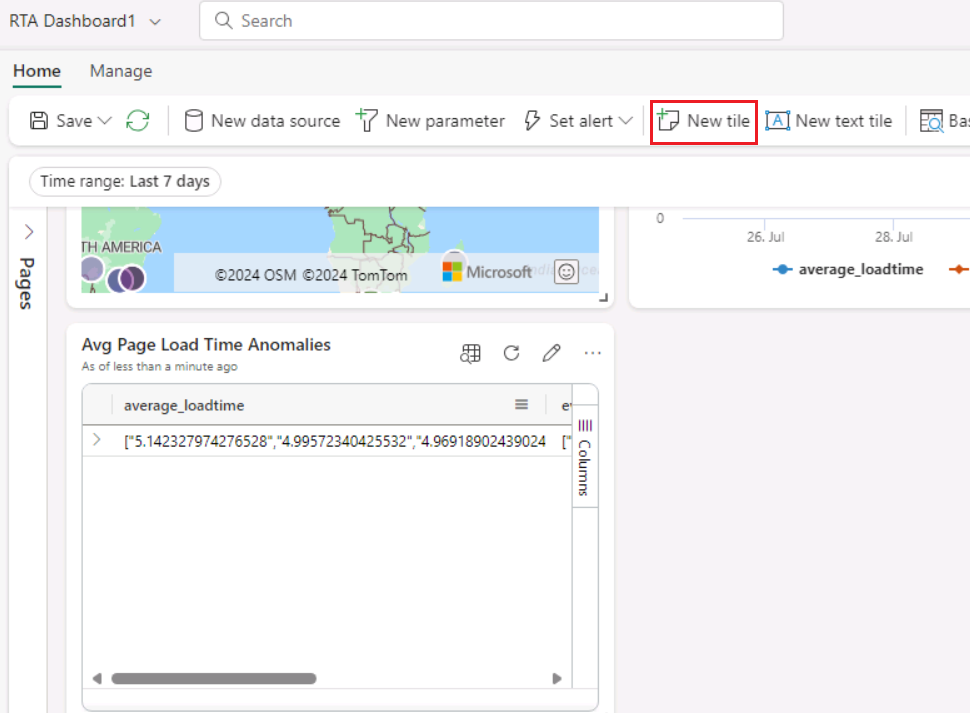 RTA Dashboard1
Search
Home Manage
Save New data source New parameter Set alert New tile New text tile
Time range: Last 7 days
Pages
TH AMERICA
©2024 OSM ©2024 TomTom Microsoft
0
26. Jul 28. Jul
average_loadtime
Avg Page Load Time Anomalies
As of less than a minute ago
average_loadtime
["5.142327974276528","4.99572340425532","4.96918902439024 ["
Columns